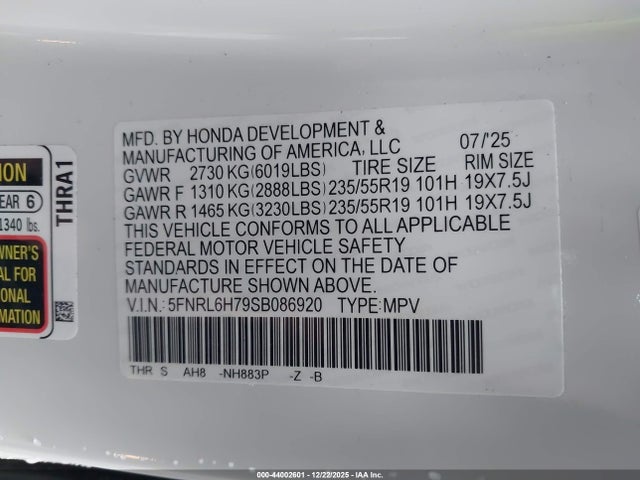 MFD. BY HONDA DEVELOPMENT &
MANUFACTURING OF AMERICA, LLC 07/'25
GVWR 2730 KG(6019LBS) TIRE SIZE RIM SIZE
GAWR F 1310 KG(2888LBS) 235/55R19 101H 19X7.5J
GAWR R 1465 KG(3230LBS) 235/55R19 101H 19X7.5J
THIS VEHICLE CONFORMS TO ALL APPLICABLE
FEDERAL MOTOR VEHICLE SAFETY
STANDARDS IN EFFECT ON THE DATE OF
MANUFACTURE SHOWN ABOVE.
V.I.N.: 5FNRL6H79SB086920 TYPE:MPV
THR S AH8 -NH883P -Z -B
ION
EAR 6
1340 lbs.
WNER'S
AL FOR
IONAL
MATION
THRA1
000-44002601 - 12/22/2025 - IAAI Inc.